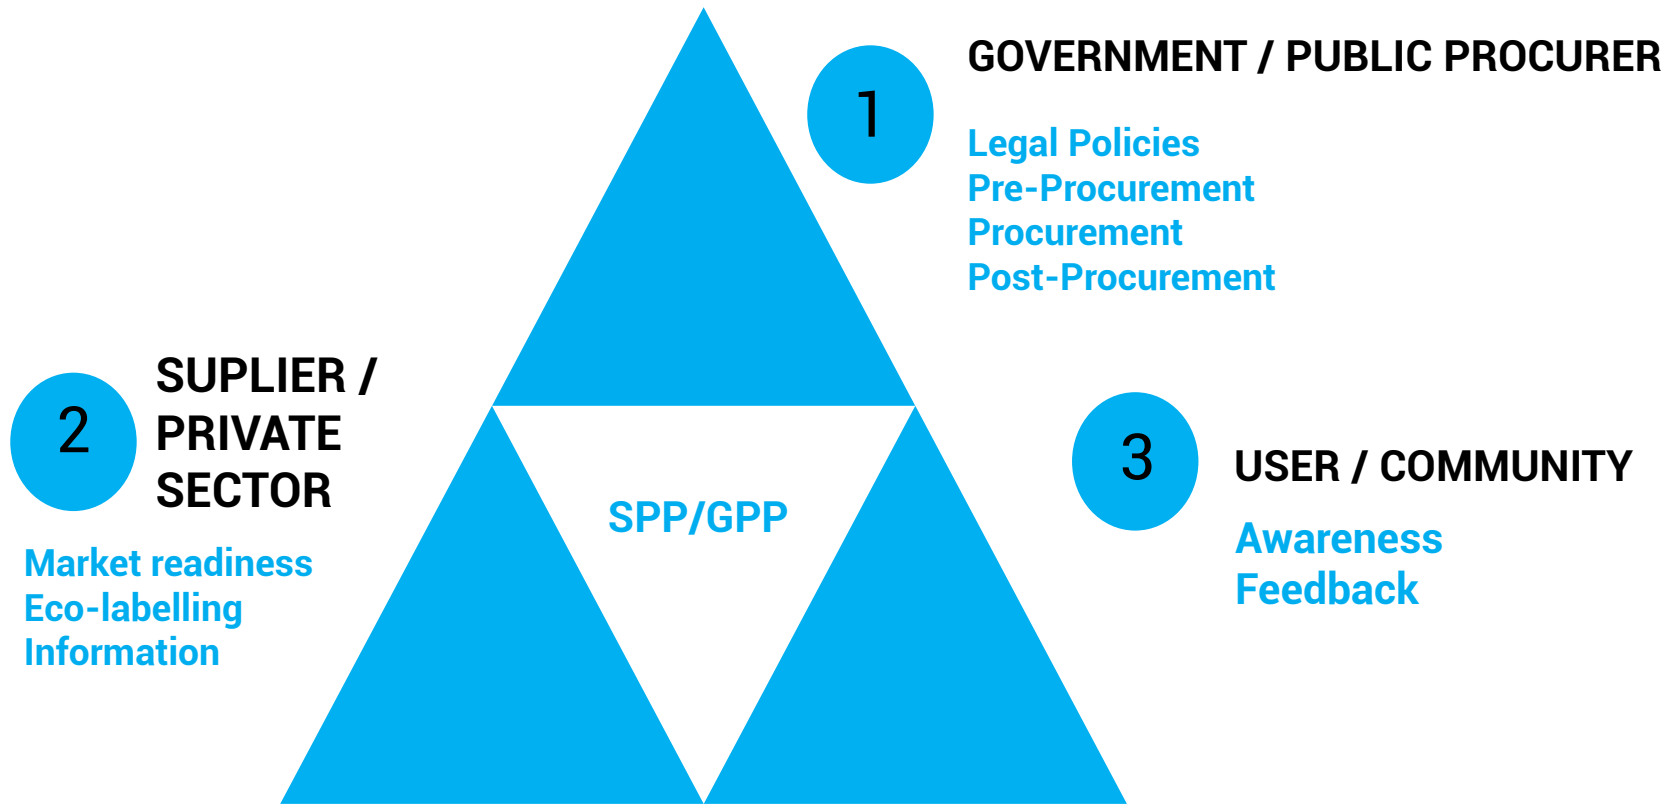 1
GOVERNMENT / PUBLIC PROCURER
Legal Policies
Pre-Procurement
Procurement
Post-Procurement
2
SUPLIER /
PRIVATE
SECTOR
Market readiness
Eco-labelling
Information
SPP/GPP
3
USER / COMMUNITY
Awareness
Feedback